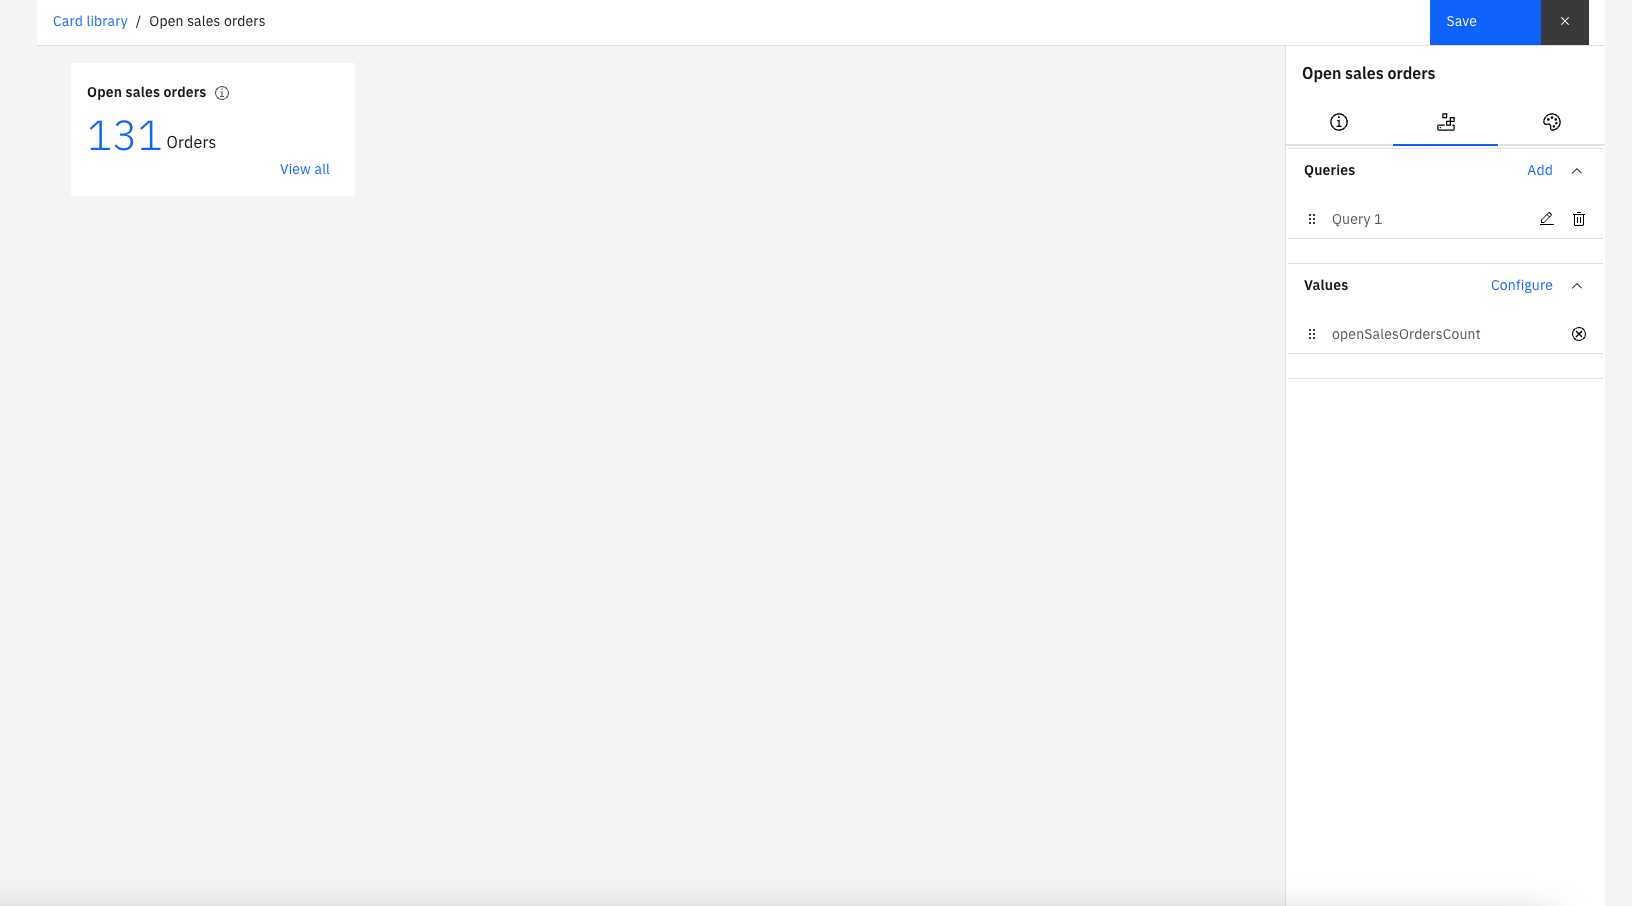 Card library / Open sales orders
Save
Open sales orders
131 Orders
View all
Open sales orders
Queries Add
Query 1
Values Configure
openSalesOrdersCount